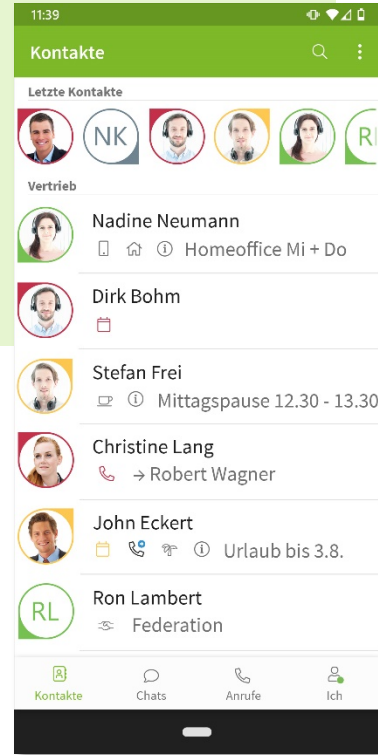 11:39
Kontakte
Letzte Kontakte
NK
R
Vertrieb
Nadine Neumann
Homeoffice Mi + Do
Dirk Bohm
Stefan Frei
Mittagspause 12.30 - 13.30
Christine Lang
→ Robert Wagner
John Eckert
Urlaub bis 3.8.
RL
Ron Lambert
Federation
Kontakte Chats Anrufe Ich